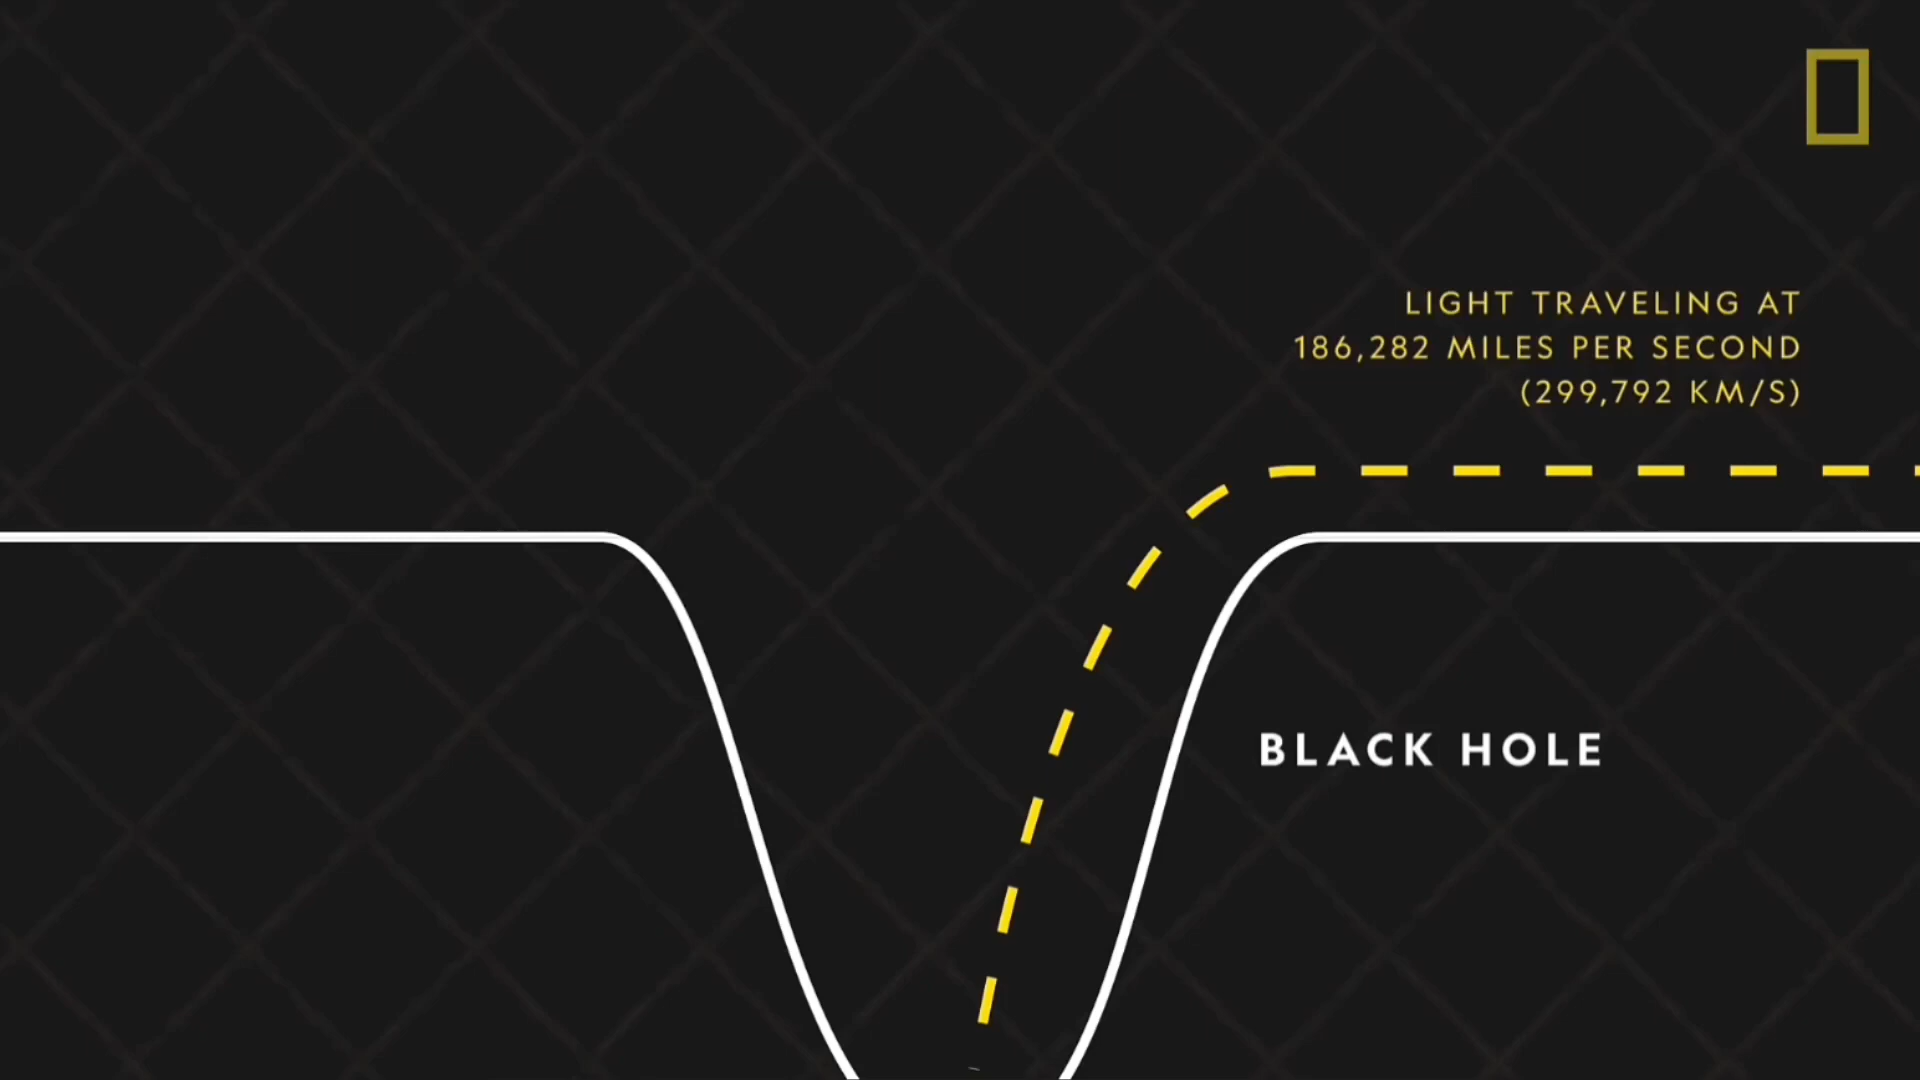 LIGHT TRAVELING AT
186,282 MILES PER SECOND
(299,792 KM/S)
BLACK HOLE